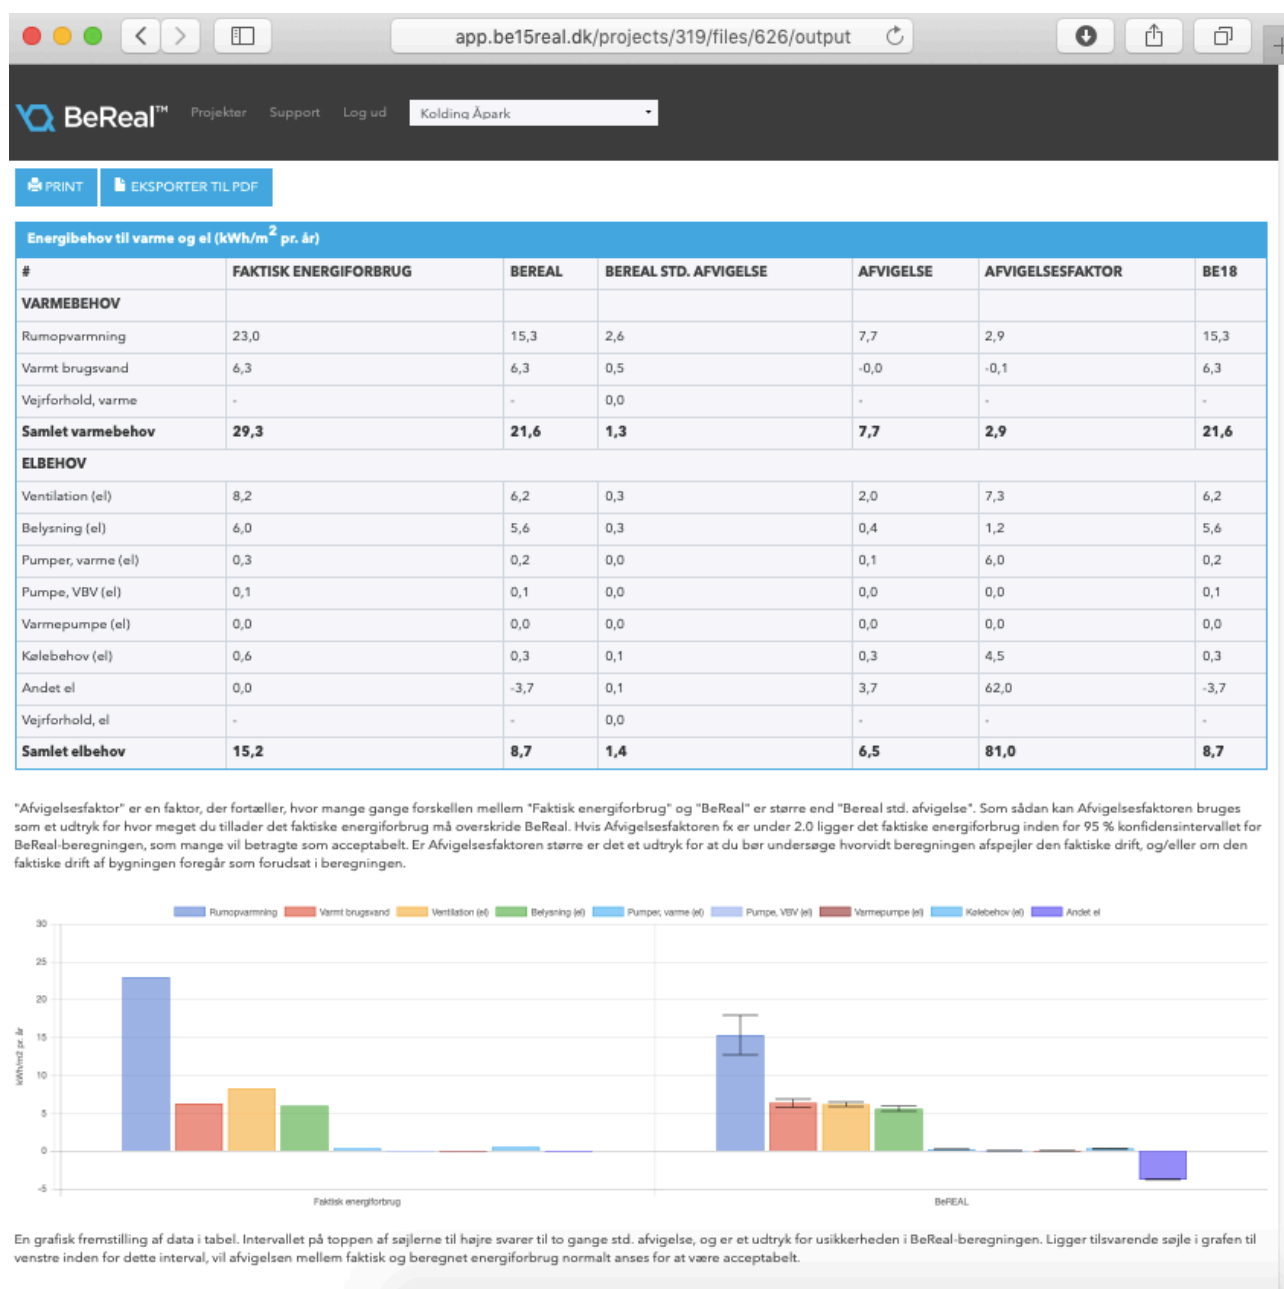 app.be15real.dk/projects/319/files/626/output
BeReal™ Projekter Support Log ud Kolding Åpark
PRINT EKSPORTER TIL PDF
Energibehov til varme og el (kWh/m² pr. år)
# FAKTISK ENERGIFORBRUG BEREAL BEREAL STD. AFVIGELSE AFVIGELSE AFVIGELSESFAKTOR BE18
VARMEBEHOV
Rumopvarmning 23,0 15,3 2,6 7,7 2,9 15,3
Varmt brugsvand 6,3 6,3 0,5 -0,0 -0,1 6,3
Vejrforhold, varme - - 0,0 - - -
Samlet varmebehov 29,3 21,6 1,3 7,7 2,9 21,6
ELBEHOV
Ventilation (el) 8,2 6,2 0,3 2,0 7,3 6,2
Belysning (el) 6,0 5,6 0,3 0,4 1,2 5,6
Pumper, varme (el) 0,3 0,2 0,0 0,1 6,0 0,2
Pumpe, VBV (el) 0,1 0,1 0,0 0,0 0,0 0,1
Varmepumpe (el) 0,0 0,0 0,0 0,0 0,0 0,0
Kølebehov (el) 0,6 0,3 0,1 0,3 4,5 0,3
Andet el 0,0 -3,7 0,1 3,7 62,0 -3,7
Vejrforhold, el - - 0,0 - - -
Samlet elbehov 15,2 8,7 1,4 6,5 81,0 8,7
"Afvigelsesfaktor" er en faktor, der fortæller, hvor mange gange forskellen mellem "Faktisk energiforbrug" og "BeReal" er større end "Bereal std. afvigelse". Som sådan kan Afvigelsesfaktoren bruges
som et udtryk for hvor meget du tillader det faktiske energiforbrug må overskride BeReal. Hvis Afvigelsesfaktoren fx er under 2.0 ligger det faktiske energiforbrug inden for 95 % konfidensintervallet for
BeReal-beregningen, som mange vil betragte som acceptabelt. Er Afvigelsesfaktoren større er det et udtryk for at du bør undersøge hvorvidt beregningen afspejler den faktiske drift, og/eller om den
faktiske drift af bygningen foregår som forudsat i beregningen.
Rumopvarmning Varmt brugsvand Ventilation (el) Belysning (el) Pumper, varme (el) Pumpe, VBV (el) Varmepumpe (el) Kølebehov (el) Andet el
30
25
20
15
10
5
0
-5
kWh/m2 pr. år
Faktisk energiforbrug BeREAL
En grafisk fremstilling af data i tabel. Intervallet på toppen af søjlerne til højre svarer til to gange std. afvigelse, og er et udtryk for usikkerheden i BeReal-beregningen. Ligger tilsvarende søjle i grafen til
venstre inden for dette interval, vil afvigelsen mellem faktisk og beregnet energiforbrug normalt anses for at være acceptabelt.